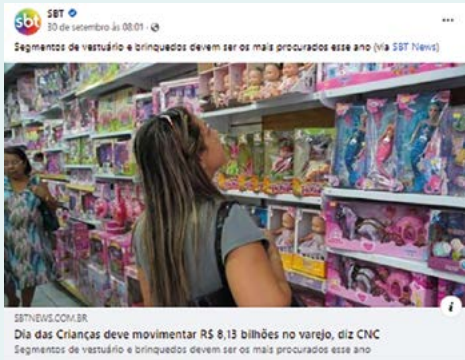 sbt
SBT
30 de setembro às 08:01 ·
Segmentos de vestuário e brinquedos devem ser os mais procurados esse ano (via SBT News)
SBTNEWS.COM.BR
Dia das Crianças deve movimentar R$ 8,13 bilhões no varejo, diz CNC
Segmentos de vestuário e brinquedos devem ser os mais procurados esse ano